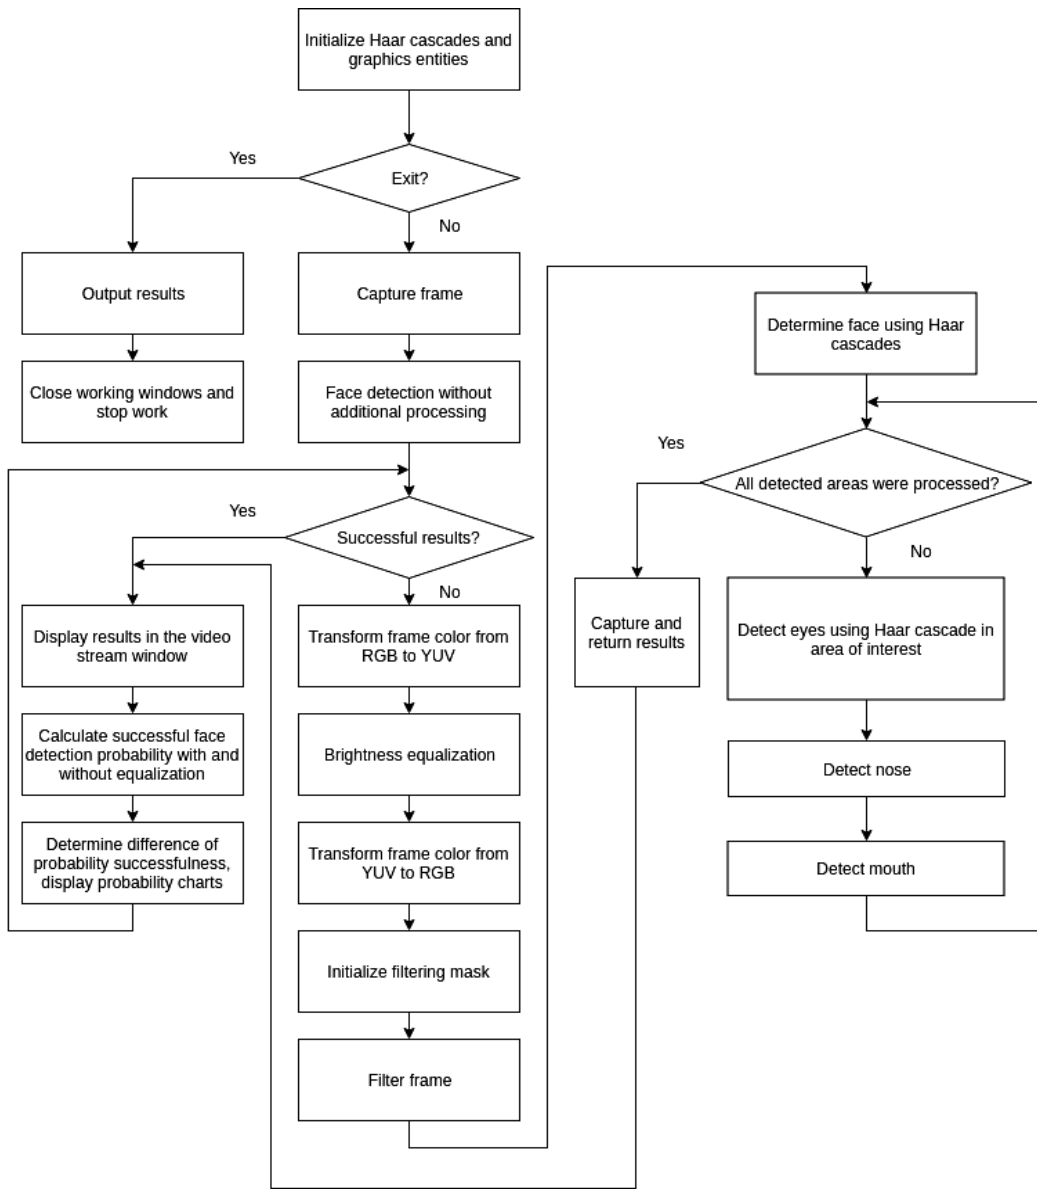 Initialize Haar cascades and
graphics entities
Yes
Exit?
No
Output results
Capture frame
Close working windows and
stop work
Face detection without
additional processing
Yes
Successful results?
No
Display results in the video
stream window
Transform frame color from
RGB to YUV
Calculate successful face
detection probability with and
without equalization
Brightness equalization
Determine difference of
probability successfulness,
display probability charts
Transform frame color from
YUV to RGB
Initialize filtering mask
Filter frame
Determine face using Haar
cascades
Yes
All detected areas were processed?
No
Capture and
return results
Detect eyes using Haar cascade in
area of interest
Detect nose
Detect mouth